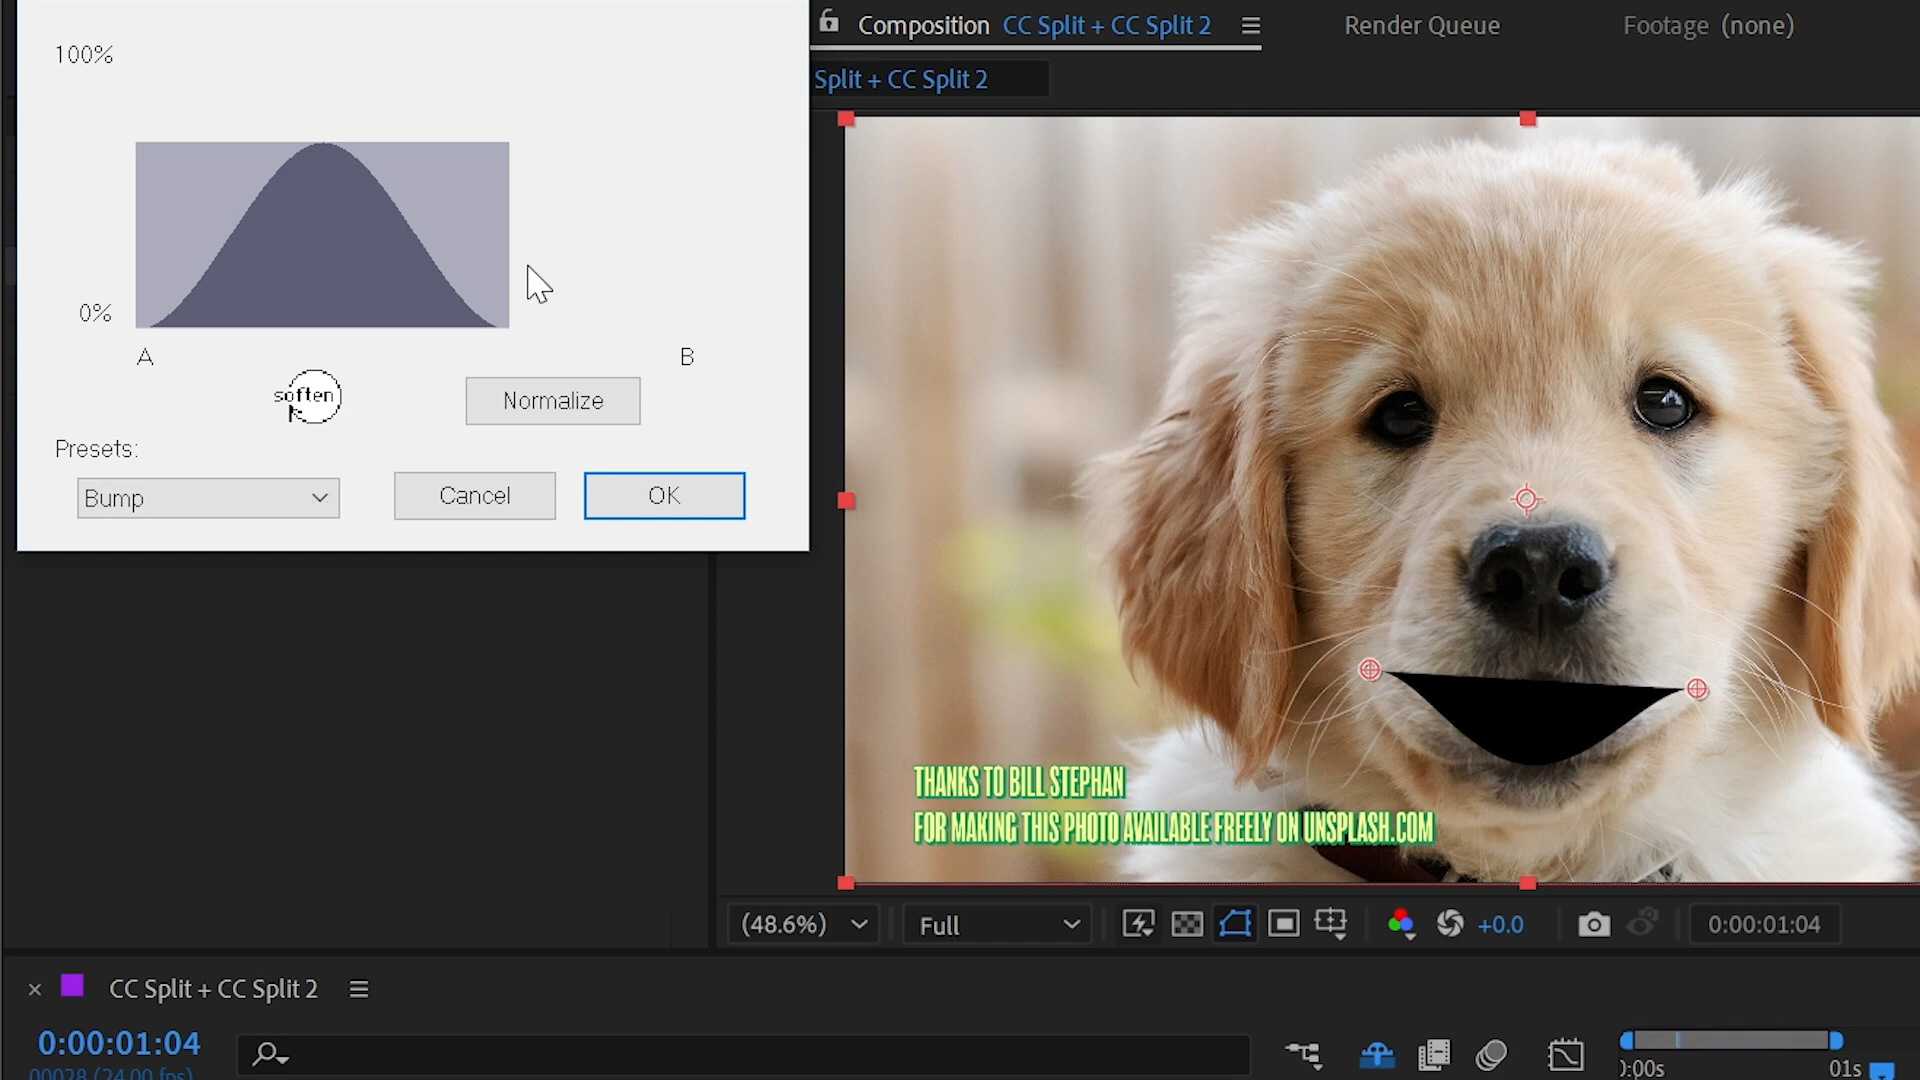 100%
0%
A
B
soften
Normalize
Presets:
Bump
Cancel
OK
Composition CC Split + CC Split 2
Render Queue
Footage (none)
Split + CC Split 2
THANKS TO BILL STEPHAN
FOR MAKING THIS PHOTO AVAILABLE FREELY ON UNSPLASH.COM
(48.6%)
Full
+0.0
0:00:01:04
CC Split + CC Split 2
0:00:01:04
00028 (24.00 fps)
0:00s
01s